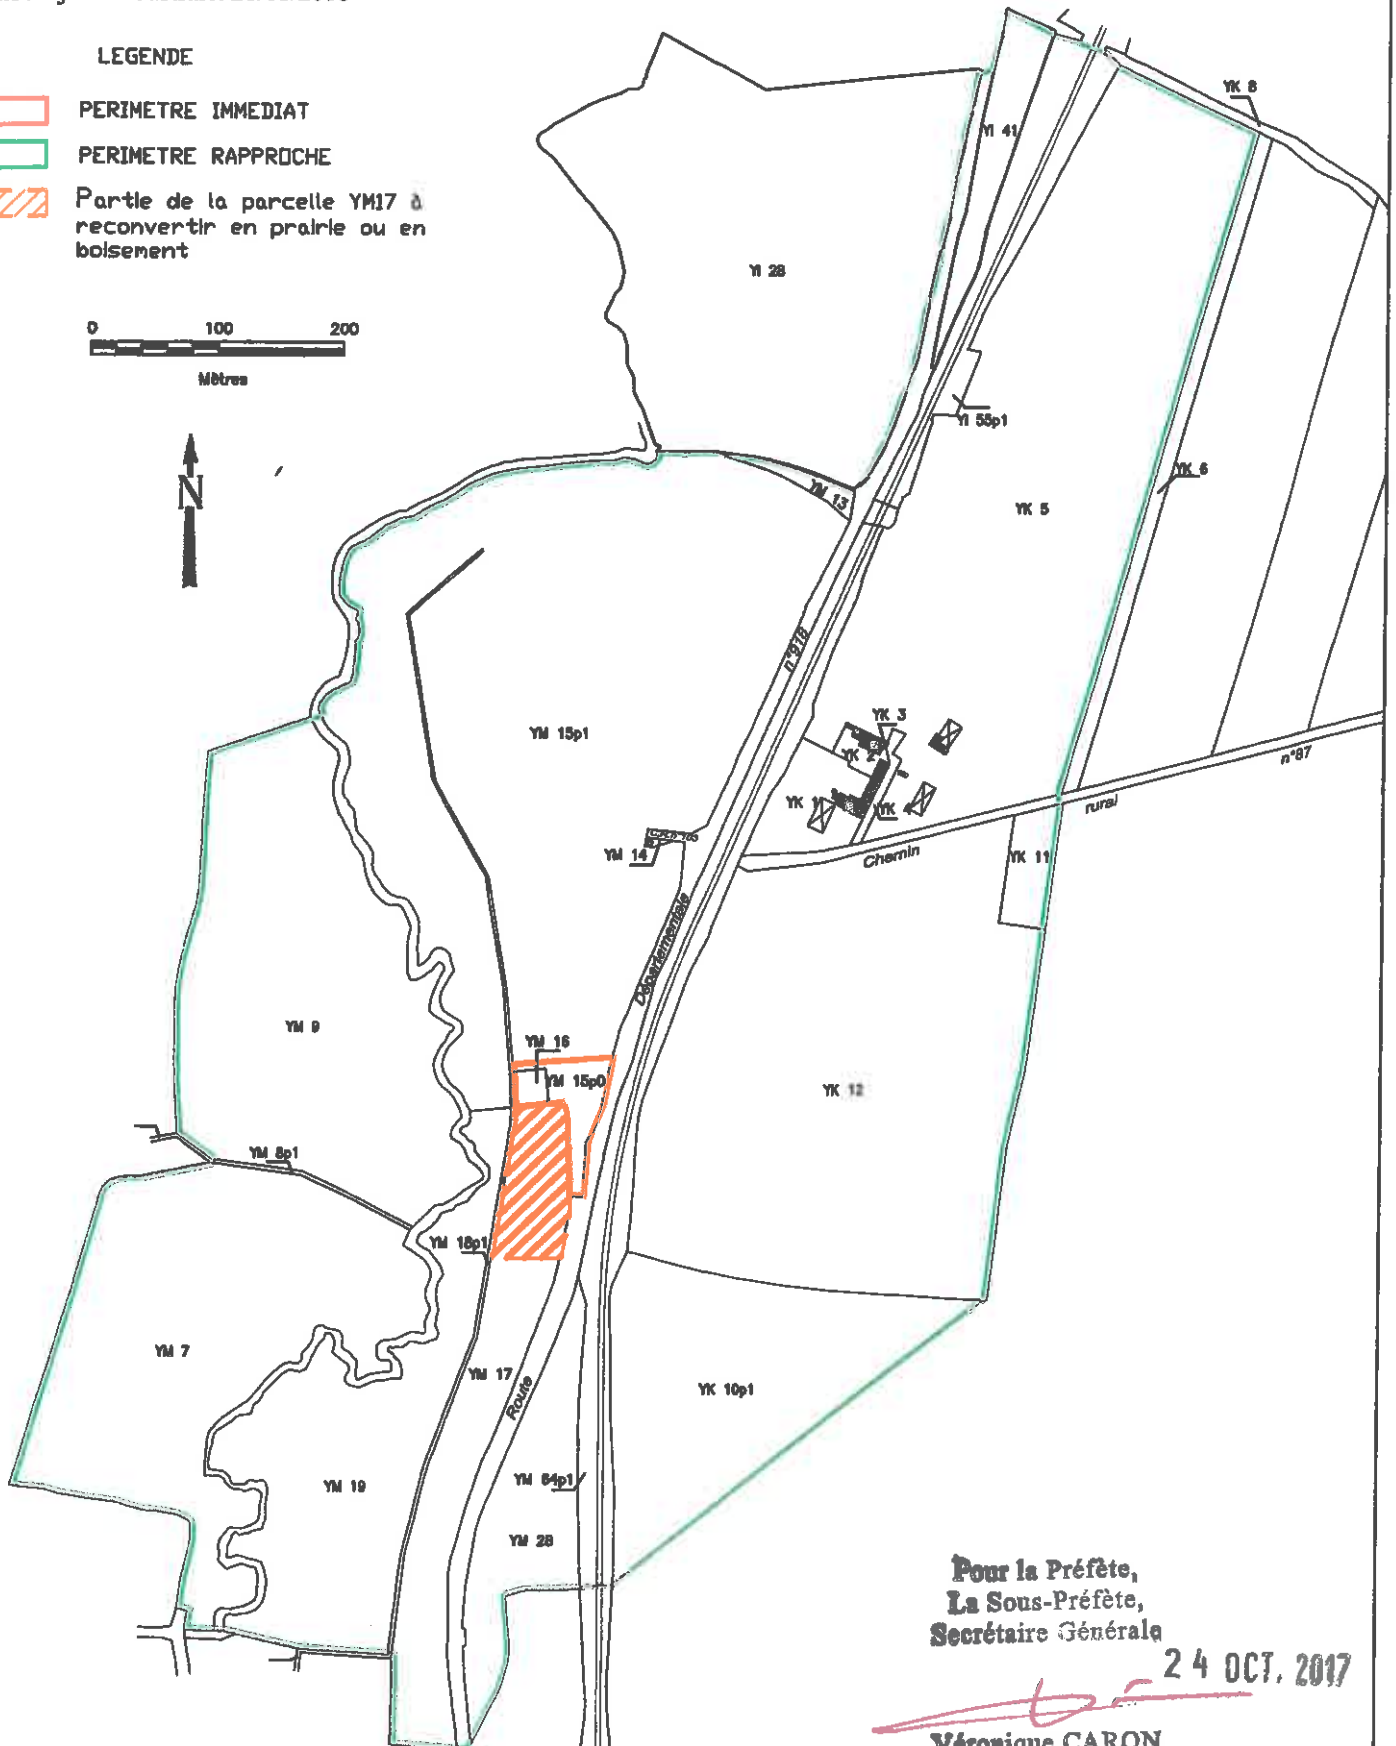 LEGENDE
PERIMETRE IMMEDIAT
PERIMETRE RAPPROCHE
Partie de la parcelle YM17 à
reconvertir en prairie ou en
boisement
0 100 200
Mètres
N
YK 8
YI 41
YI 28
YI 55p1
YK 6
YM 13
YK 5
n°918
YK 3
YM 15p1
YK 2
n°87
YK 1
YK 4
rural
YM 14
Chemin
YK 11
Départementale
YM 9
YM 16
YM 15p0
YK 12
YM 8p1
YM 18p1
YM 7
YM 17
Route
YK 10p1
YM 64p1
YM 19
YM 28
Pour la Préfète,
La Sous-Préfète,
Secrétaire Générale
24 OCT. 2017
Véronique CARON